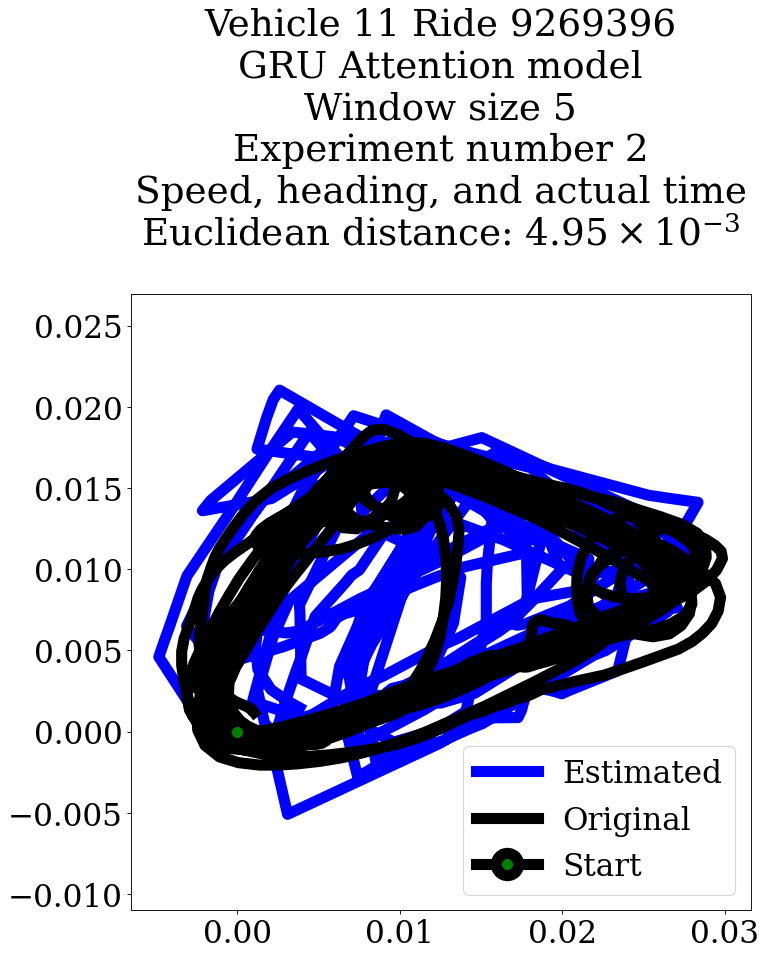 Vehicle 11 Ride 9269396
GRU Attention model
Window size 5
Experiment number 2
Speed, heading, and actual time
Euclidean distance: 4.95 × 10⁻³
0.025
0.020
0.015
0.010
0.005
0.000
−0.005
−0.010
0.00 0.01 0.02 0.03
Estimated
Original
Start